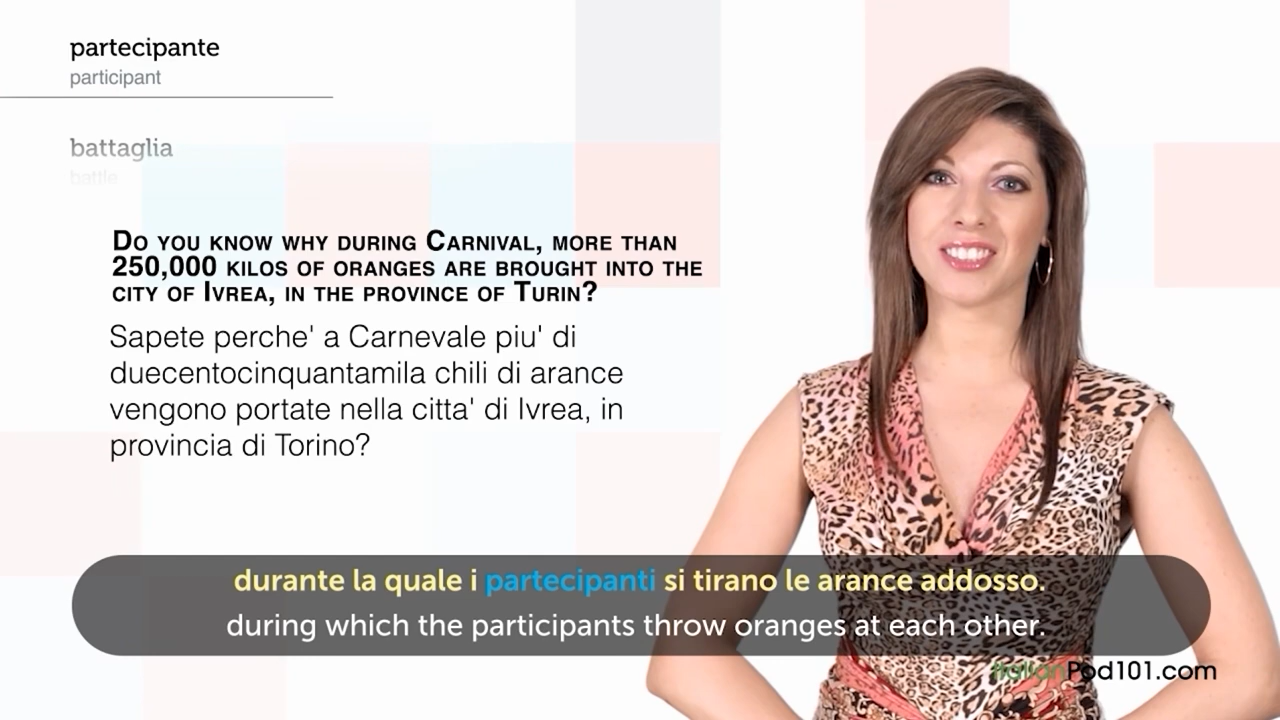 partecipante
participant
battaglia
battle
Do you know why during Carnival, more than
250,000 kilos of oranges are brought into the
city of Ivrea, in the province of Turin?
Sapete perche' a Carnevale piu' di
duecentocinquantamila chili di arance
vengono portate nella citta' di Ivrea, in
provincia di Torino?
durante la quale i partecipanti si tirano le arance addosso.
during which the participants throw oranges at each other.
ItalianPod101.com